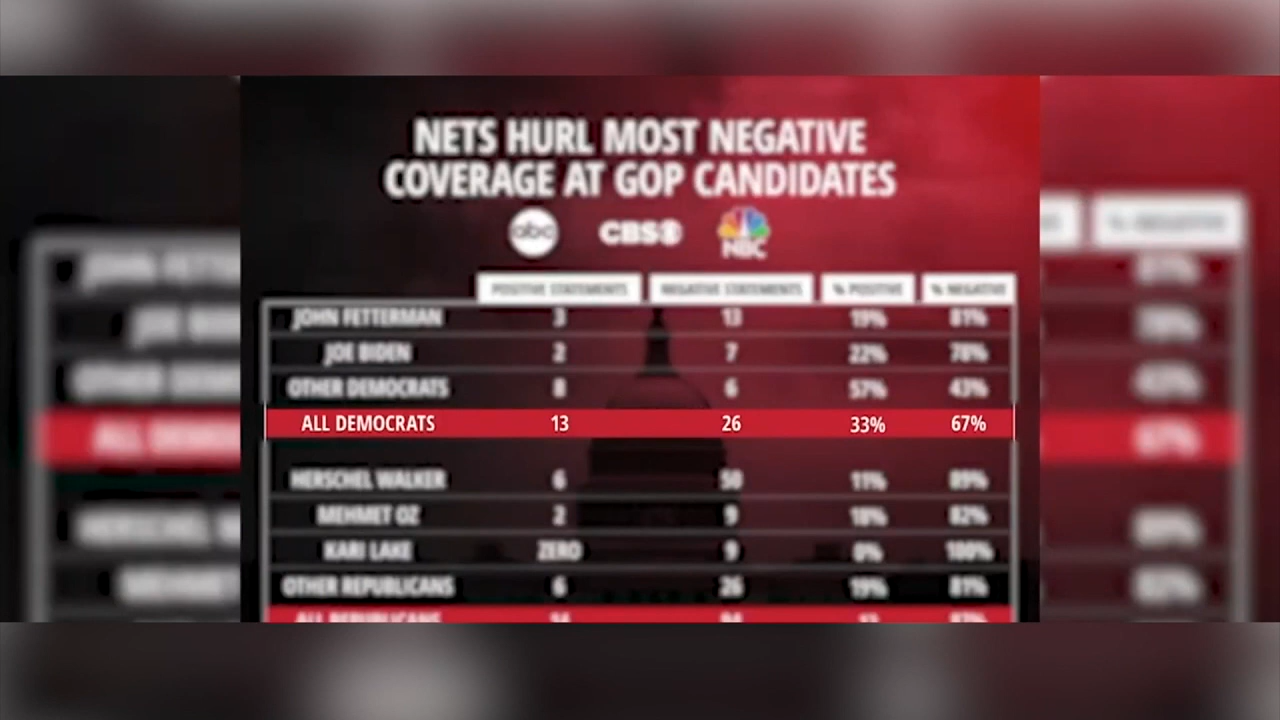 NETS HURL MOST NEGATIVE
COVERAGE AT GOP CANDIDATES
abc CBS NBC
POSITIVE STATEMENTS NEGATIVE STATEMENTS % POSITIVE % NEGATIVE
JOHN FETTERMAN 3 13 19% 81%
JOE BIDEN 2 7 22% 78%
OTHER DEMOCRATS 8 6 57% 43%
ALL DEMOCRATS 13 26 33% 67%
HERSCHEL WALKER 6 50 11% 89%
MEHMET OZ 2 9 18% 82%
KARI LAKE ZERO 9 0% 100%
OTHER REPUBLICANS 6 26 19% 81%
ALL REPUBLICANS 87%